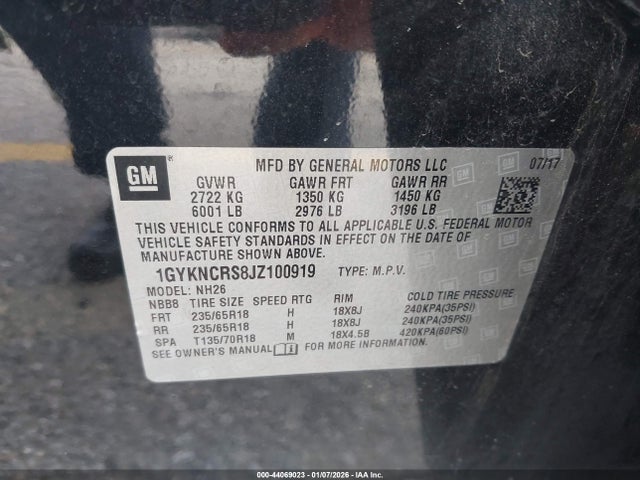 GM ®
MFD BY GENERAL MOTORS LLC 07/17
GVWR GAWR FRT GAWR RR
2722 KG 1350 KG 1450 KG
6001 LB 2976 LB 3196 LB
THIS VEHICLE CONFORMS TO ALL APPLICABLE U.S. FEDERAL MOTOR
VEHICLE SAFETY STANDARDS IN EFFECT ON THE DATE OF
MANUFACTURE SHOWN ABOVE.
1GYKNCRS8JZ100919 TYPE: M.P.V.
MODEL: NH26
NBB8 TIRE SIZE SPEED RTG RIM COLD TIRE PRESSURE
FRT 235/65R18 H 18X8J 240KPA(35PSI)
RR 235/65R18 H 18X8J 240KPA(35PSI)
SPA T135/70R18 M 18X4.5B 420KPA(60PSI)
SEE OWNER'S MANUAL FOR MORE INFORMATION.
000-44069023 - 01/07/2026 - IAA, Inc.